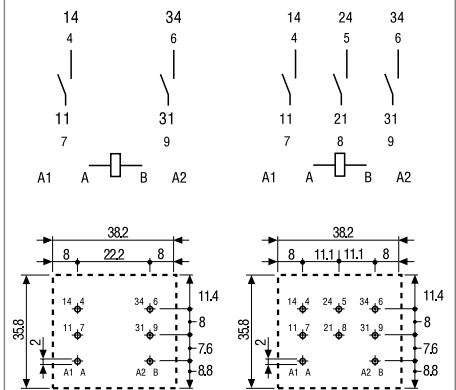 14 34 14 24 34
4 6 4 5 6
11 31 11 21 31
7 9 7 8 9
A1 A B A2 A1 A B A2
38.2 38.2
8 22.2 8 8 11.1 11.1 8
11.4 11.4
14 4 34 6 14 4 24 5 34 6
35.8 8 35.8 8
11 7 31 9 11 7 21 8 31 9
2 7.6 2 7.6
A1 A A2 B A1 A A2 B
8.8 8.8